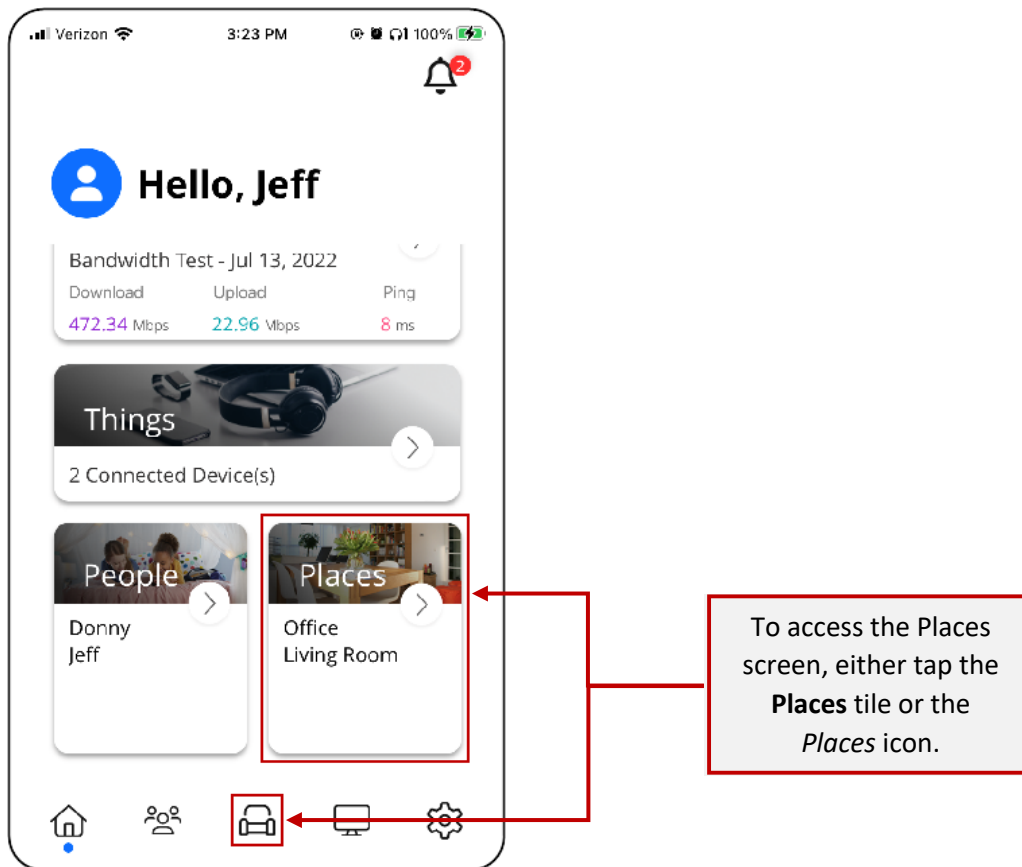 Verizon 3:23 PM 100%
2
Hello, Jeff
Bandwidth Test - Jul 13, 2022
Download Upload Ping
472.34 Mbps 22.96 Mbps 8 ms
Things
2 Connected Device(s)
People
Donny
Jeff
Places
Office
Living Room
To access the Places
screen, either tap the
Places tile or the
Places icon.